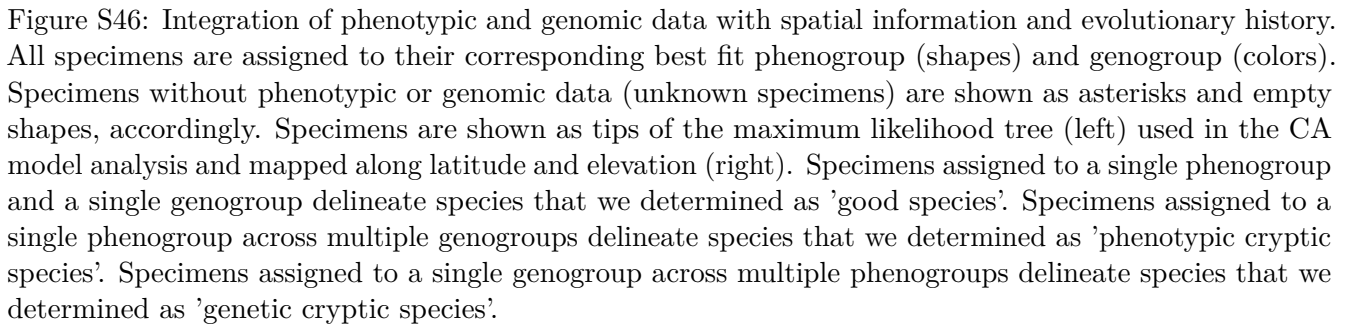 Figure S46: Integration of phenotypic and genomic data with spatial information and evolutionary history.
All specimens are assigned to their corresponding best fit phenogroup (shapes) and genogroup (colors).
Specimens without phenotypic or genomic data (unknown specimens) are shown as asterisks and empty
shapes, accordingly. Specimens are shown as tips of the maximum likelihood tree (left) used in the CA
model analysis and mapped along latitude and elevation (right). Specimens assigned to a single phenogroup
and a single genogroup delineate species that we determined as ’good species’. Specimens assigned to a
single phenogroup across multiple genogroups delineate species that we determined as ’phenotypic cryptic
species’. Specimens assigned to a single genogroup across multiple phenogroups delineate species that we
determined as ’genetic cryptic species’.